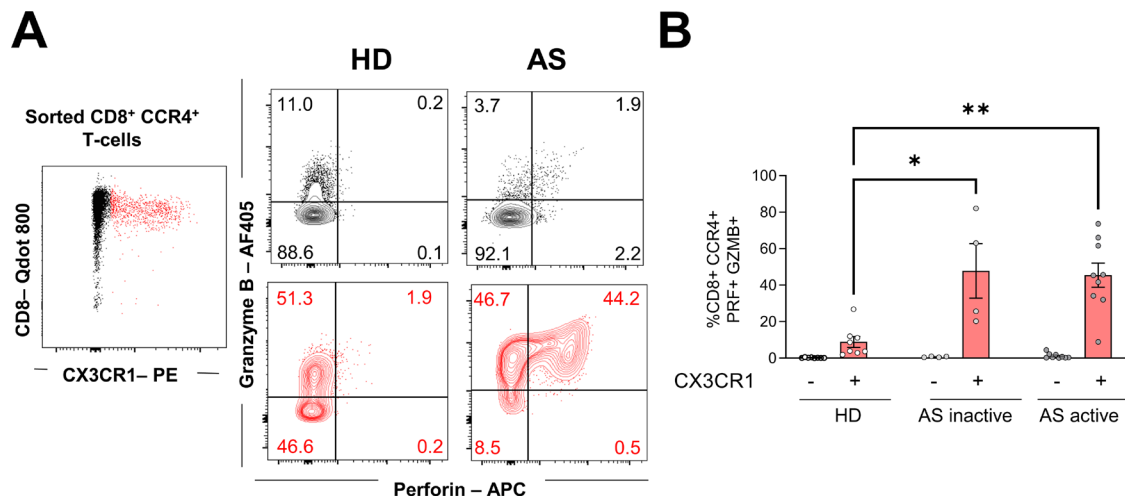 A
B
HD
AS
Sorted CD8+ CCR4+
T-cells
CD8– Qdot 800
CX3CR1– PE
Granzyme B – AF405
11.0
0.2
88.6
0.1
3.7
1.9
92.1
2.2
51.3
1.9
46.6
0.2
46.7
44.2
8.5
0.5
Perforin – APC
**
*
%CD8+ CCR4+
PRF+ GZMB+
100
80
60
40
20
0
CX3CR1
- + - + - +
HD AS inactive AS active